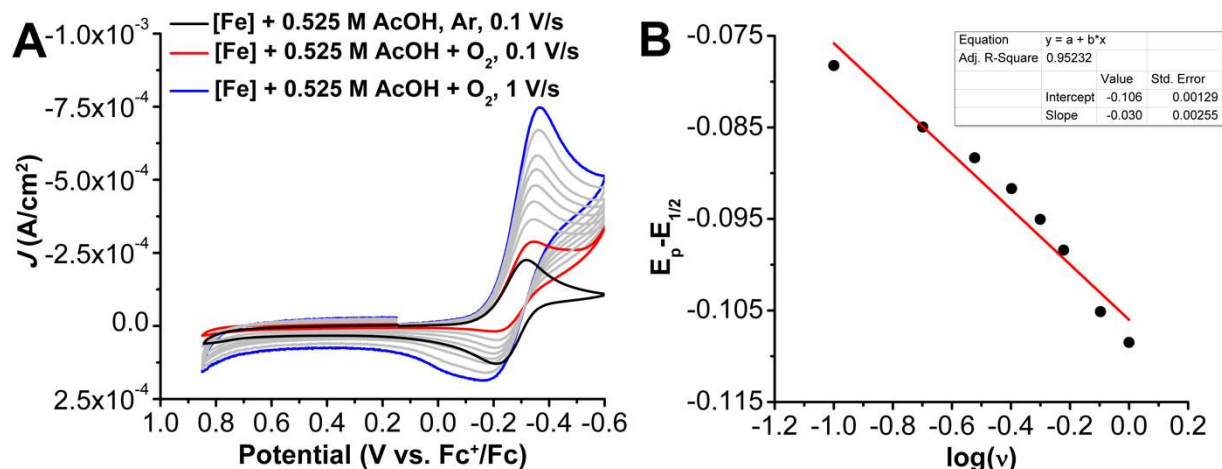 A
[Fe] + 0.525 M AcOH, Ar, 0.1 V/s
[Fe] + 0.525 M AcOH + O₂, 0.1 V/s
[Fe] + 0.525 M AcOH + O₂, 1 V/s
J (A/cm²)
-1.0x10⁻³
-7.5x10⁻⁴
-5.0x10⁻⁴
-2.5x10⁻⁴
0.0
2.5x10⁻⁴
1.0 0.8 0.6 0.4 0.2 0.0 -0.2 -0.4 -0.6
Potential (V vs. Fc⁺/Fc)
B
Equation y = a + b*x
Adj. R-Square 0.95232
Value Std. Error
Intercept -0.106 0.00129
Slope -0.030 0.00255
Eₚ-E₁/₂
-0.075
-0.085
-0.095
-0.105
-0.115
-1.2 -1.0 -0.8 -0.6 -0.4 -0.2 0.0 0.2
log(ν)